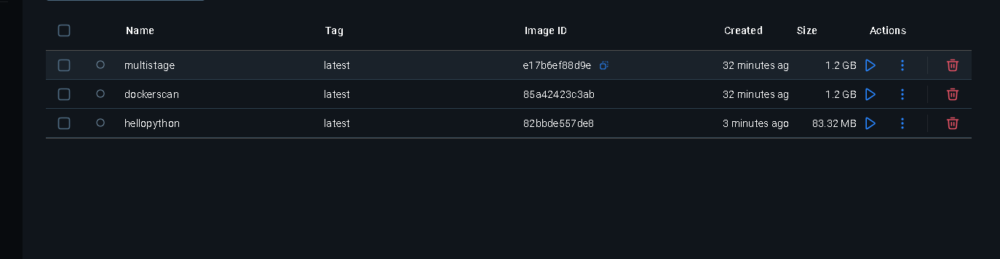 Name Tag Image ID Created Size Actions
multistage latest e17b6ef88d9e 32 minutes ag 1.2 GB
dockerscan latest 85a42423c3ab 32 minutes ag 1.2 GB
hellopython latest 82bbde557de8 3 minutes ago 83.32 MB